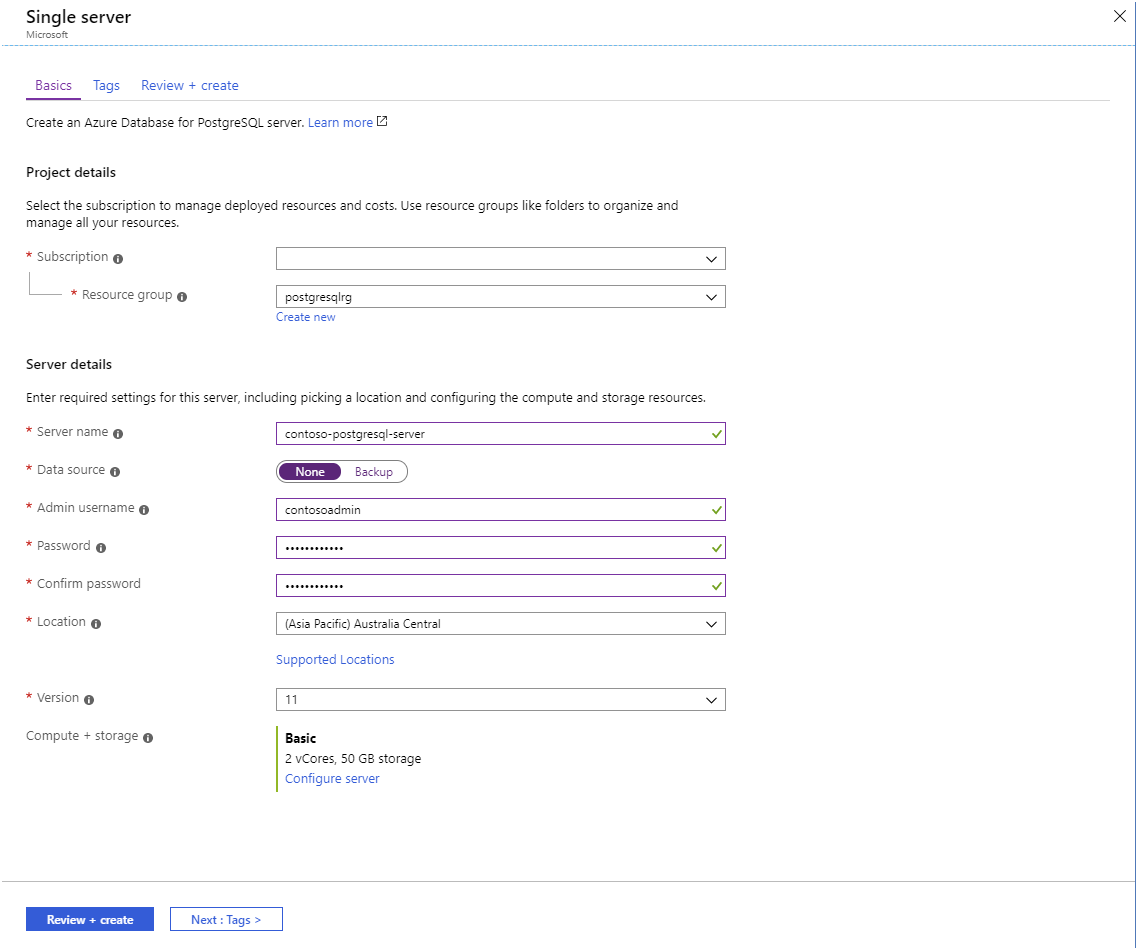 Single server
Microsoft
Basics Tags Review + create
Create an Azure Database for PostgreSQL server. Learn more
Project details
Select the subscription to manage deployed resources and costs. Use resource groups like folders to organize and
manage all your resources.
* Subscription
* Resource group postgresqlrg
Create new
Server details
Enter required settings for this server, including picking a location and configuring the compute and storage resources.
* Server name contoso-postgresql-server
* Data source None Backup
* Admin username contosoadmin
* Password ••••••••••••
* Confirm password ••••••••••••
* Location (Asia Pacific) Australia Central
Supported Locations
* Version 11
Compute + storage Basic
2 vCores, 50 GB storage
Configure server
Review + create Next : Tags >